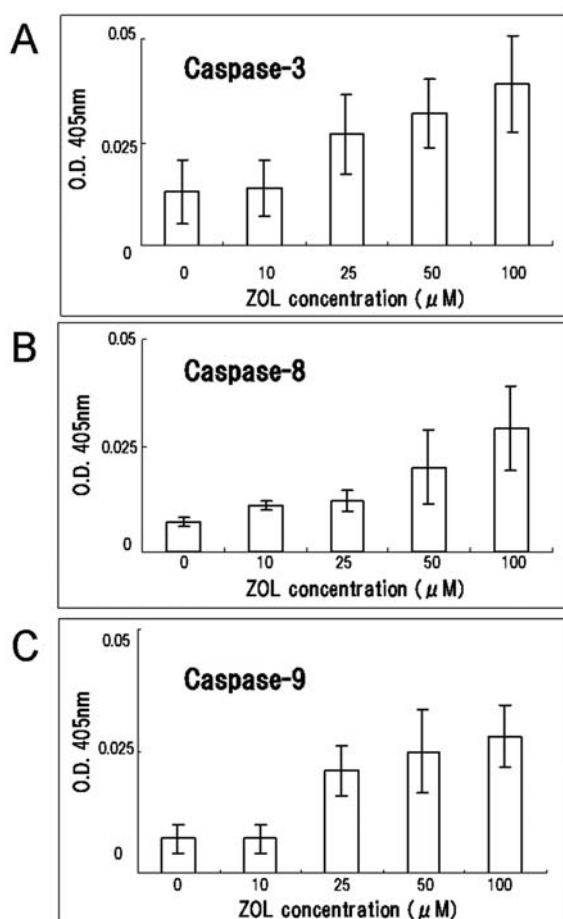 A
0.05
Caspase-3
O.D. 405nm
0.025
0
0 10 25 50 100
ZOL concentration (μM)
B
0.05
Caspase-8
O.D. 405nm
0.025
0
0 10 25 50 100
ZOL concentration (μM)
C
0.05
Caspase-9
O.D. 405nm
0.025
0
0 10 25 50 100
ZOL concentration (μM)